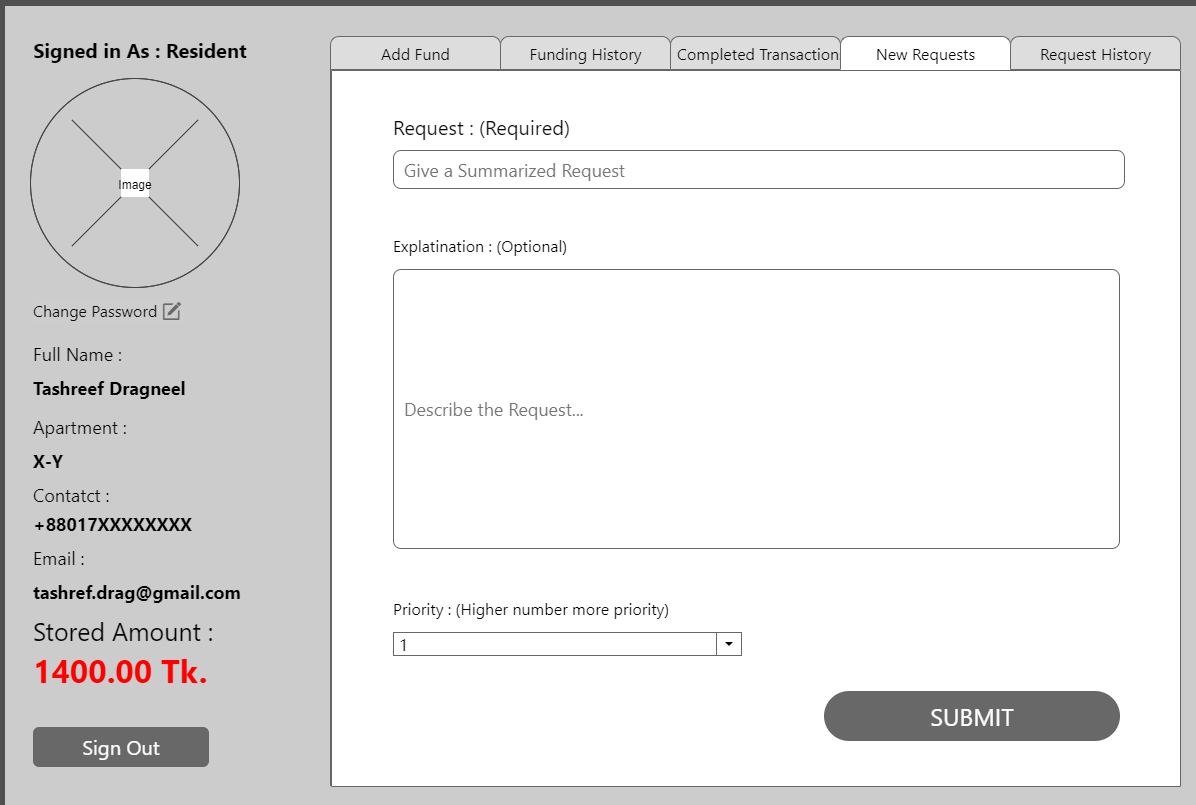 Signed in As : Resident
Image
Change Password
Full Name :
Tashreef Dragneel
Apartment :
X-Y
Contatct :
+88017XXXXXXXX
Email :
tashref.drag@gmail.com
Stored Amount :
1400.00 Tk.
Sign Out
Add Fund
Funding History
Completed Transaction
New Requests
Request History
Request : (Required)
Give a Summarized Request
Explatination : (Optional)
Describe the Request...
Priority : (Higher number more priority)
1
SUBMIT